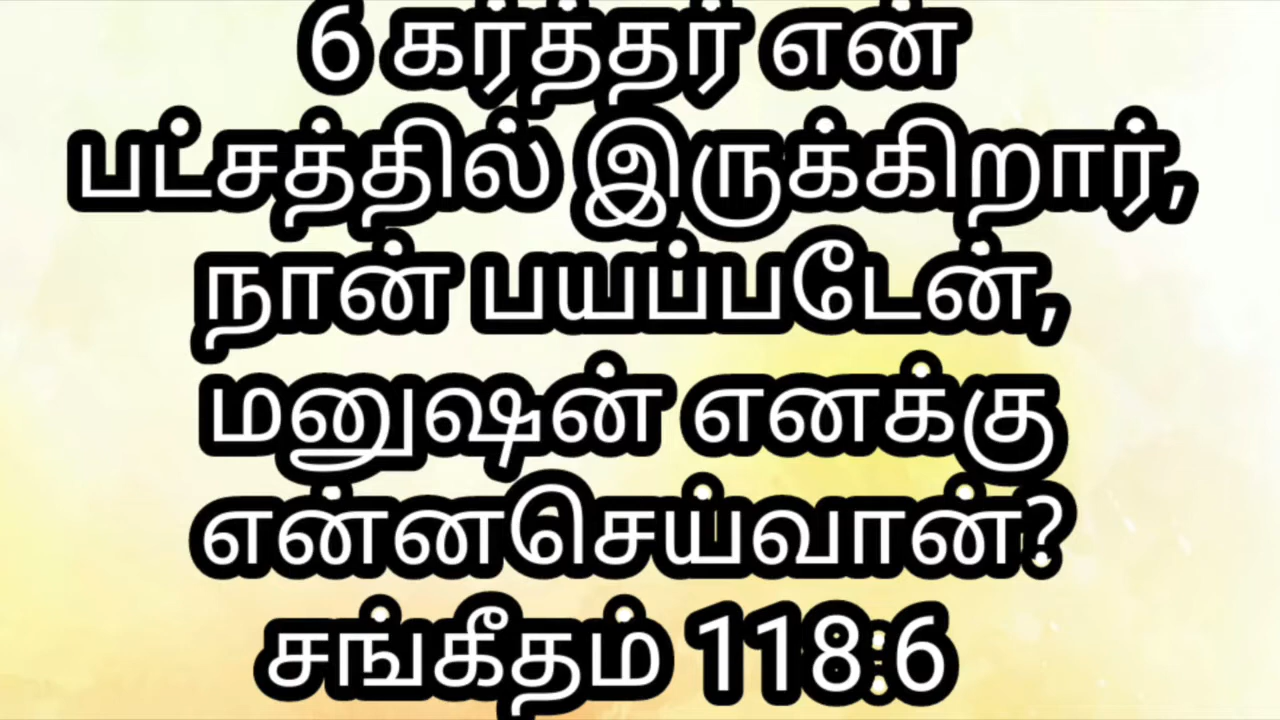 6 கர்த்தர் என்
பட்சத்தில் இருக்கிறார்,
நான் பயப்படேன்,
மனுஷன் எனக்கு
என்னசெய்வான்?
சங்கீதம் 118:6